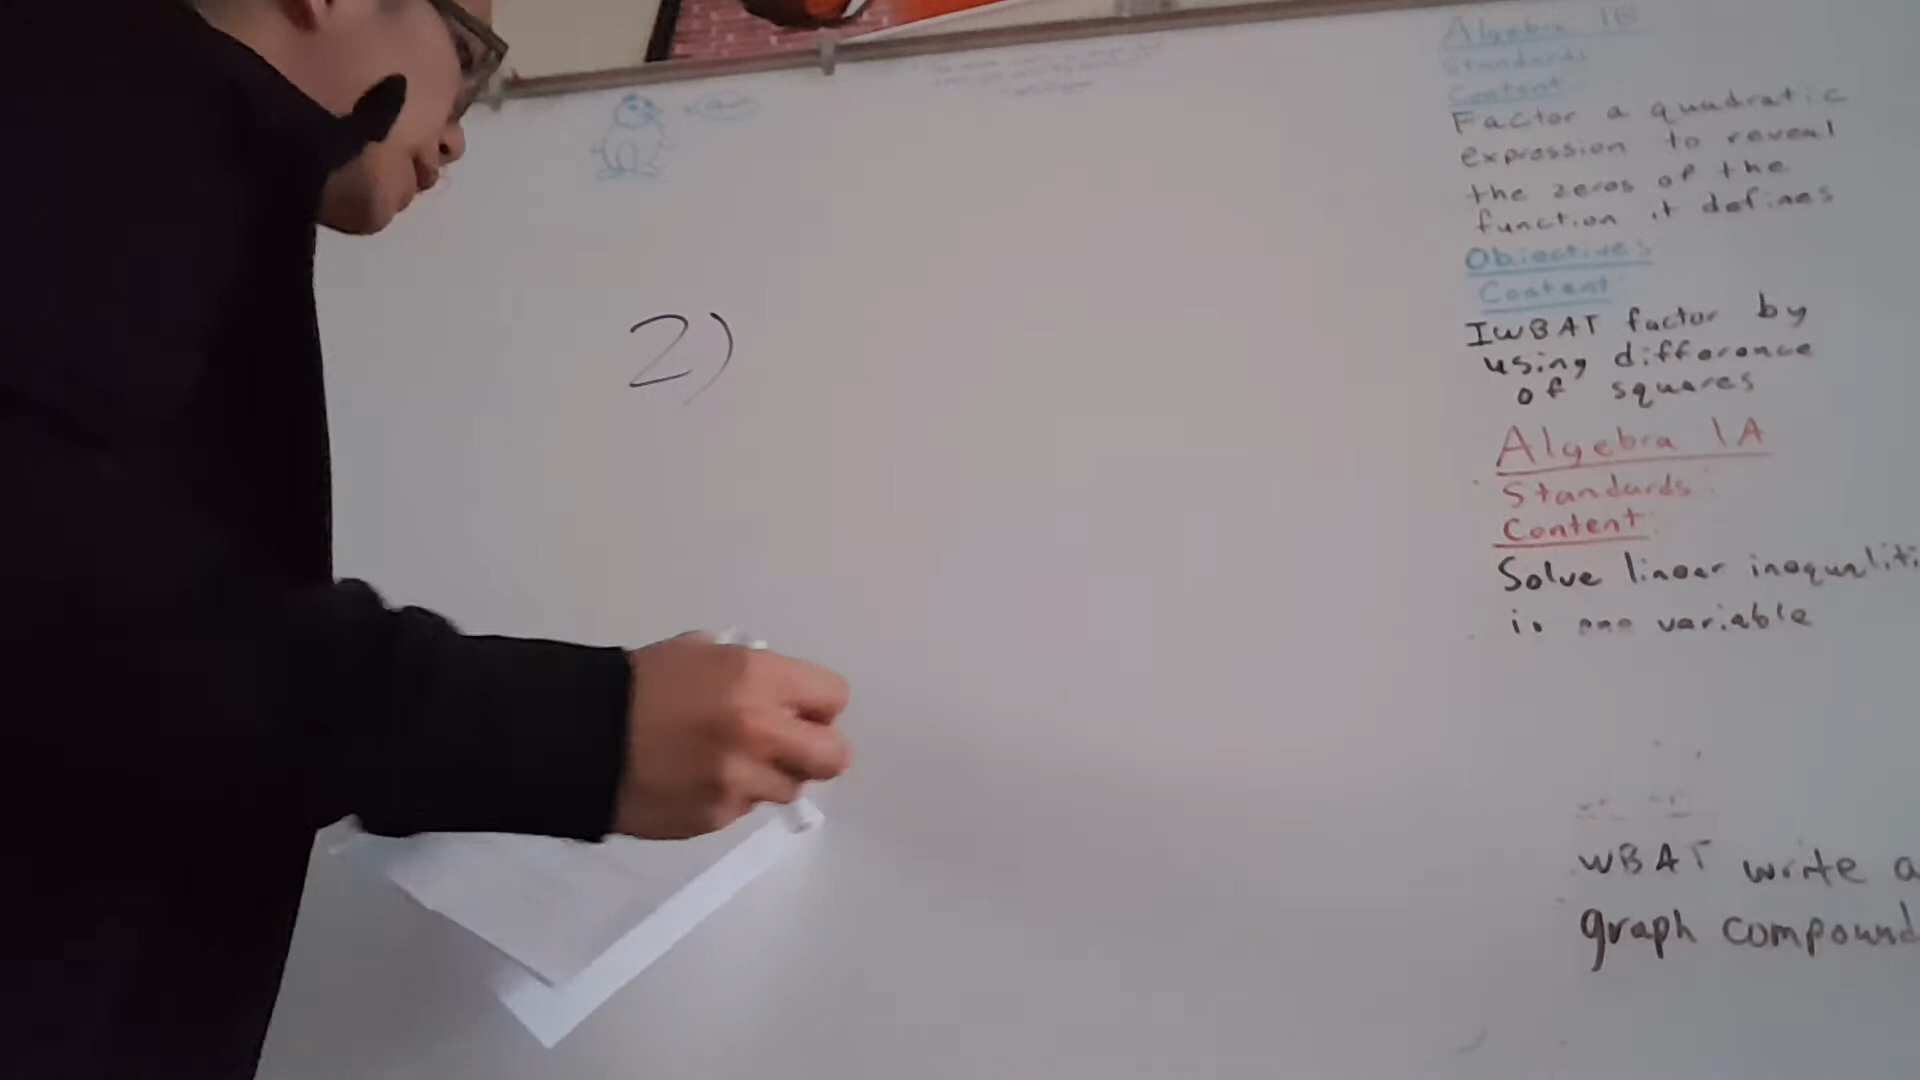 2)
Algebra 1B
Standards
Content
Factor a quadratic
expression to reveal
the zeros of the
function it defines
Objectives
Content
IWBAT factor by
using difference
of squares
Algebra 1A
Standards:
Content:
Solve linear inequaliti
in one variable
WBAT write a
graph compound